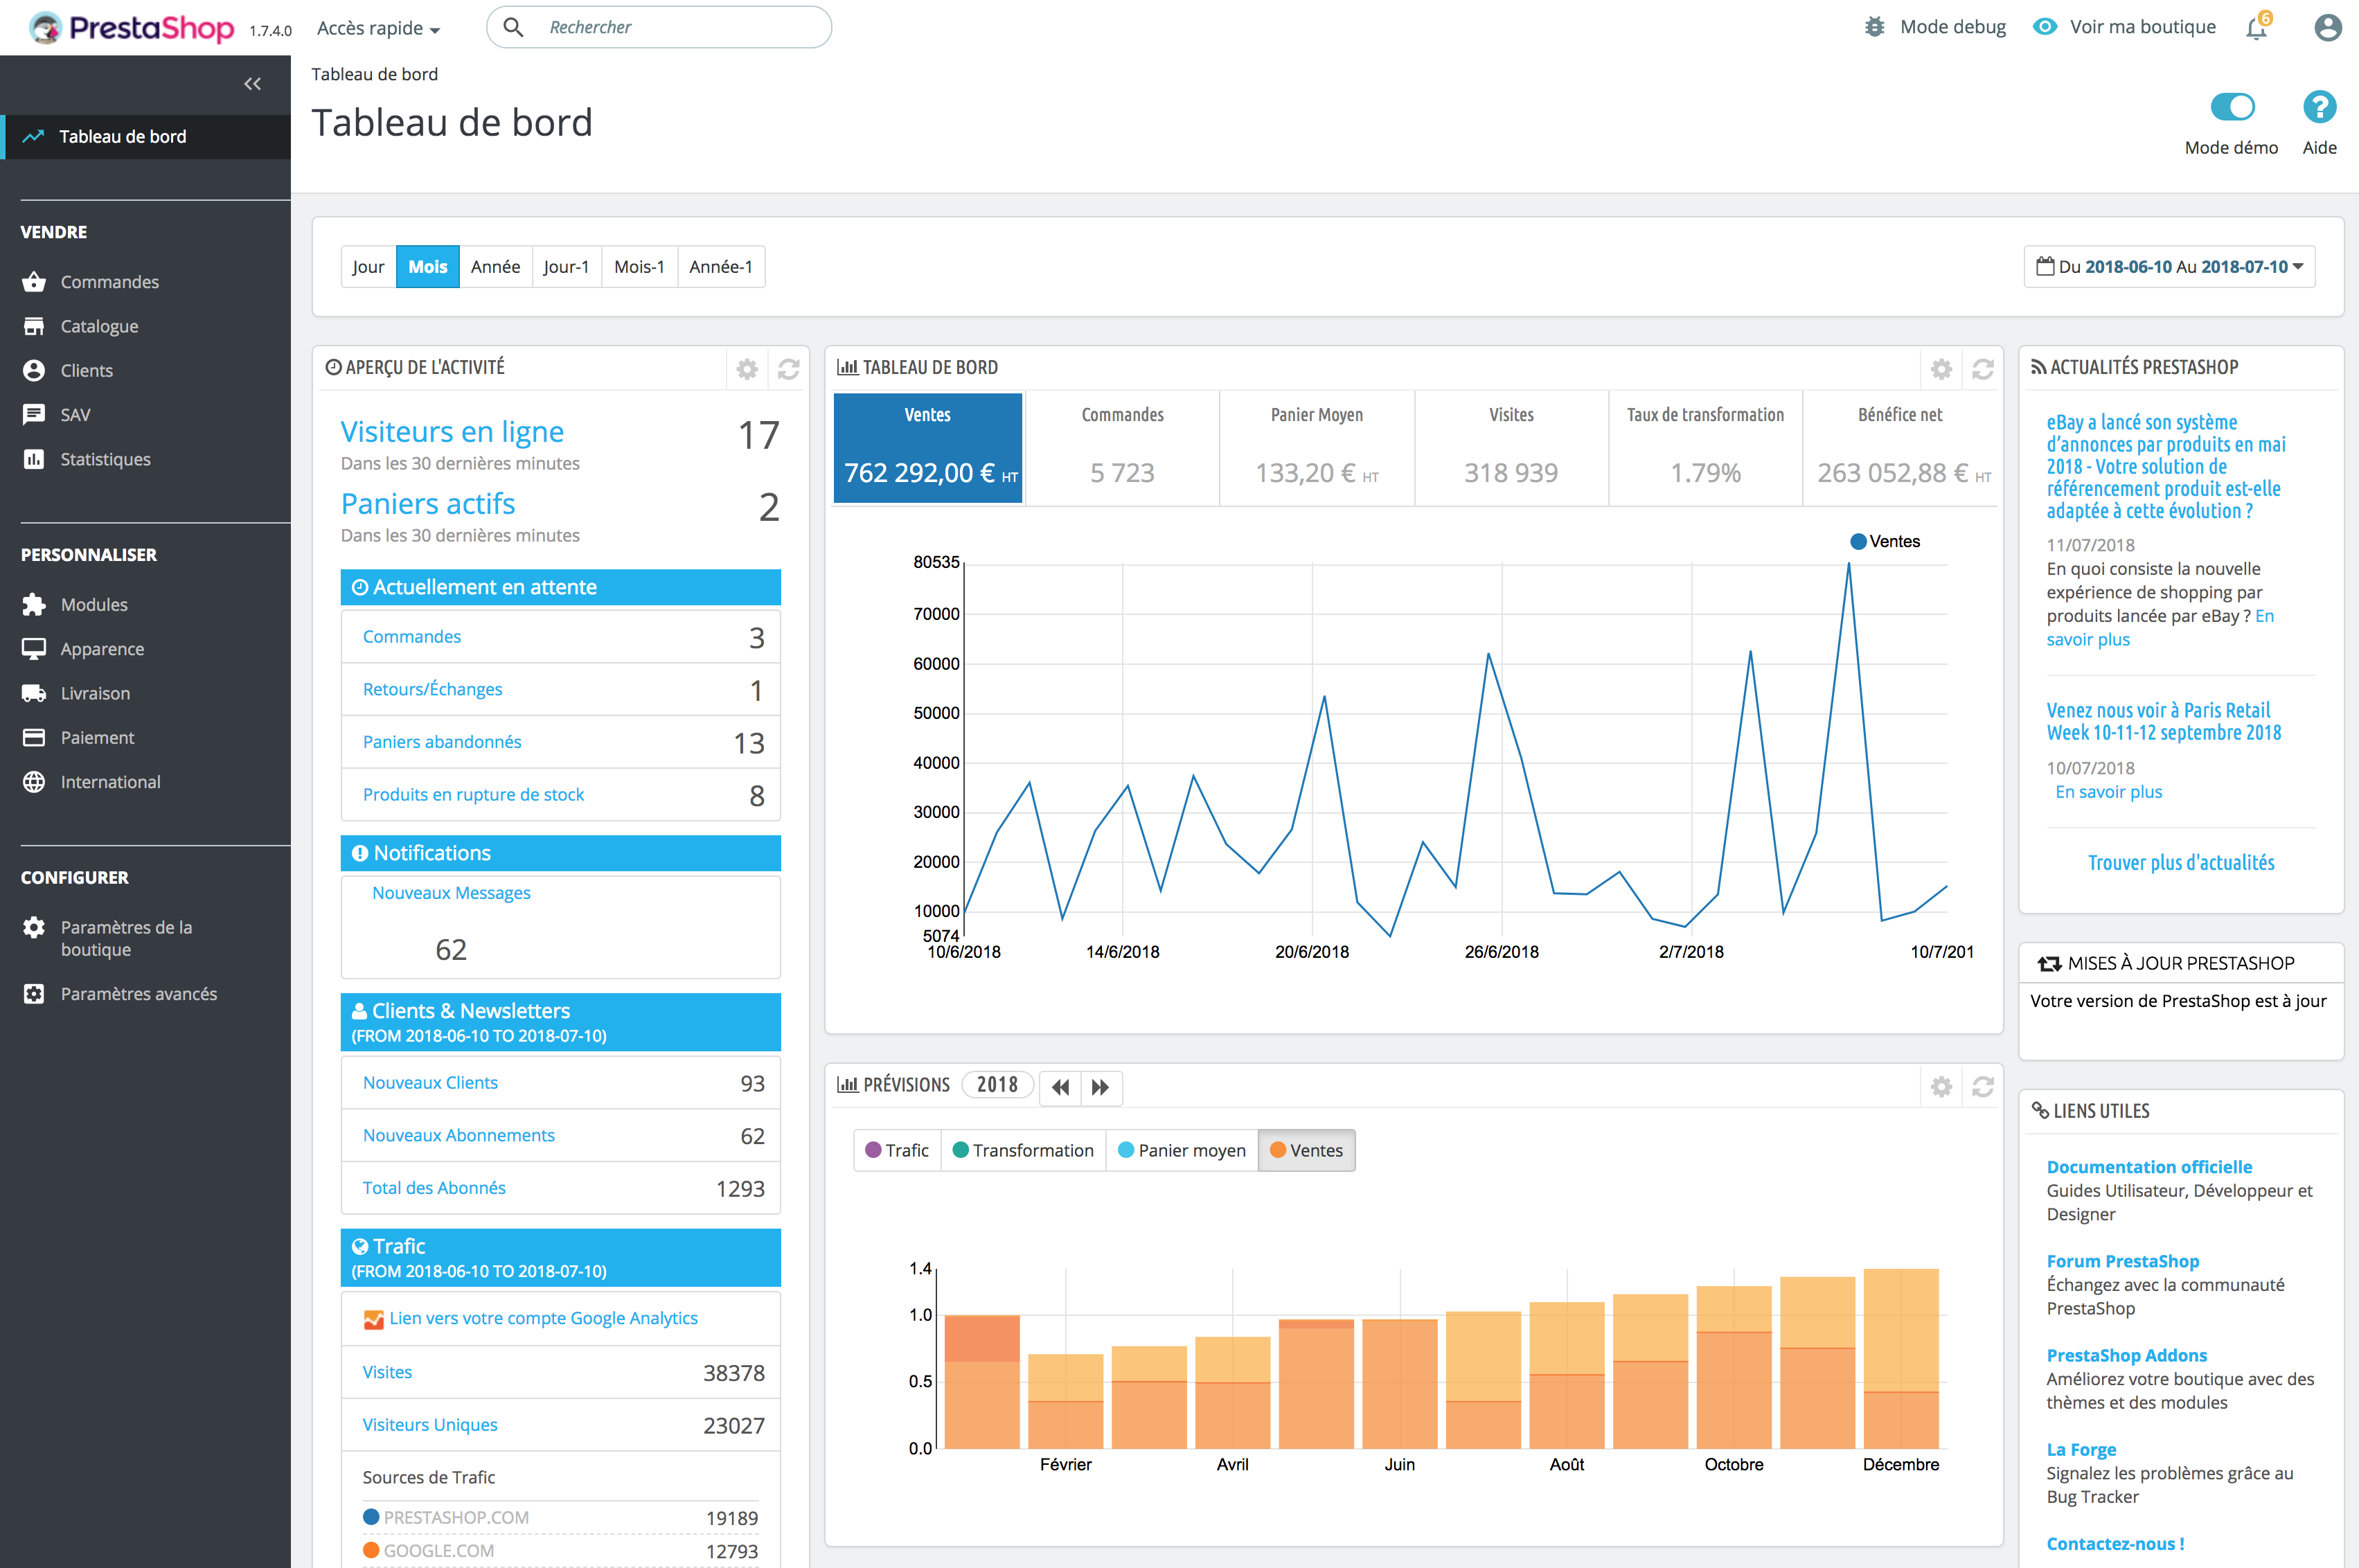 PrestaShop 1.7.4.0
Accès rapide
Rechercher
Mode debug
Voir ma boutique
6
Tableau de bord
VENDRE
Commandes
Catalogue
Clients
SAV
Statistiques
PERSONNALISER
Modules
Apparence
Livraison
Paiement
International
CONFIGURER
Paramètres de la
boutique
Paramètres avancés
Tableau de bord
Tableau de bord
Mode démo
Aide
Jour
Mois
Année
Jour-1
Mois-1
Année-1
Du 2018-06-10 Au 2018-07-10
APERÇU DE L'ACTIVITÉ
Visiteurs en ligne 17
Dans les 30 dernières minutes
Paniers actifs 2
Dans les 30 dernières minutes
Actuellement en attente
Commandes 3
Retours/Échanges 1
Paniers abandonnés 13
Produits en rupture de stock 8
Notifications
Nouveaux Messages
62
Clients & Newsletters
(FROM 2018-06-10 TO 2018-07-10)
Nouveaux Clients 93
Nouveaux Abonnements 62
Total des Abonnés 1293
Trafic
(FROM 2018-06-10 TO 2018-07-10)
Lien vers votre compte Google Analytics
Visites 38378
Visiteurs Uniques 23027
Sources de Trafic
PRESTASHOP.COM 19189
GOOGLE.COM 12793
TABLEAU DE BORD
Ventes
762 292,00 € HT
Commandes
5 723
Panier Moyen
133,20 € HT
Visites
318 939
Taux de transformation
1.79%
Bénéfice net
263 052,88 € HT
Ventes
80535
70000
60000
50000
40000
30000
20000
10000
5074
10/6/2018
14/6/2018
20/6/2018
26/6/2018
2/7/2018
10/7/201
PRÉVISIONS 2018
Trafic
Transformation
Panier moyen
Ventes
1.4
1.0
0.5
0.0
Février
Avril
Juin
Août
Octobre
Décembre
ACTUALITÉS PRESTASHOP
eBay a lancé son système
d’annonces par produits en mai
2018 - Votre solution de
référencement produit est-elle
adaptée à cette évolution ?
11/07/2018
En quoi consiste la nouvelle
expérience de shopping par
produits lancée par eBay ? En
savoir plus
Venez nous voir à Paris Retail
Week 10-11-12 septembre 2018
10/07/2018
En savoir plus
Trouver plus d'actualités
MISES À JOUR PRESTASHOP
Votre version de PrestaShop est à jour
LIENS UTILES
Documentation officielle
Guides Utilisateur, Développeur et
Designer
Forum PrestaShop
Échangez avec la communauté
PrestaShop
PrestaShop Addons
Améliorez votre boutique avec des
thèmes et des modules
La Forge
Signalez les problèmes grâce au
Bug Tracker
Contactez-nous !